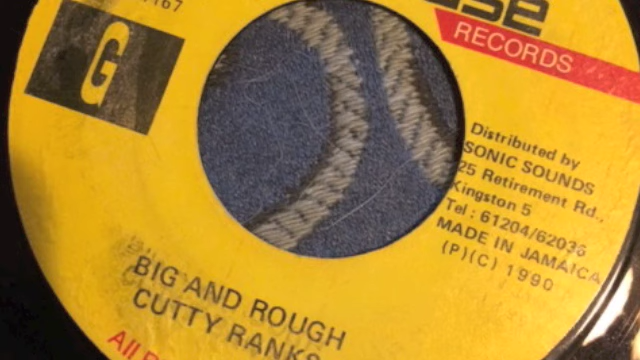 RECORDS
G
Distributed by
SONIC SOUNDS
25 Retirement Rd.,
Kingston 5
Tel : 61204/62036
MADE IN JAMAICA
(P)(C) 1990
BIG AND ROUGH
CUTTY RANKS
All